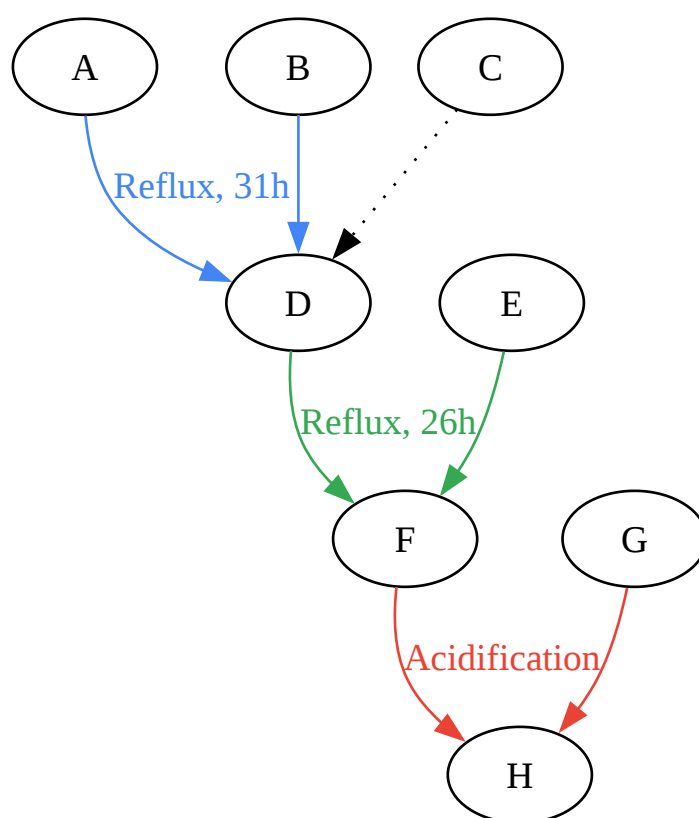 A
B
C
Reflux, 31h
D
E
Reflux, 26h
F
G
Acidification
H